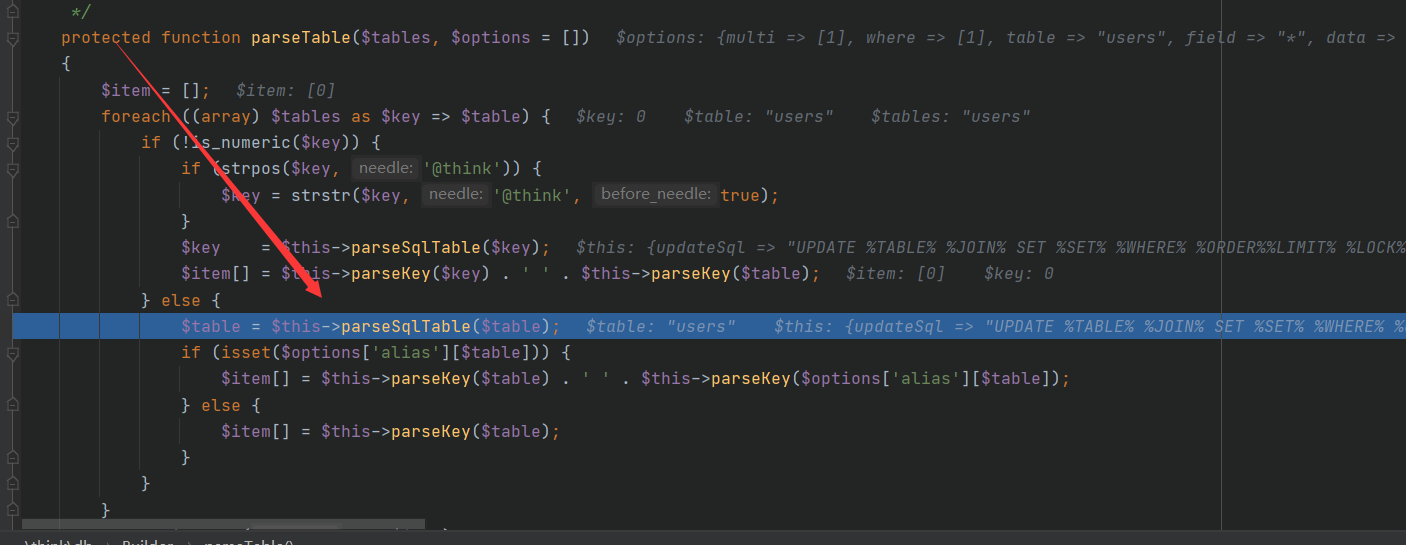 */
protected function parseTable($tables, $options = []) $options: {multi => [1], where => [1], table => "users", field => "*", data =>
{
$item = []; $item: [0]
foreach ((array) $tables as $key => $table) { $key: 0 $table: "users" $tables: "users"
if (!is_numeric($key)) {
if (strpos($key, needle: '@think')) {
$key = strstr($key, needle: '@think', before_needle: true);
}
$key = $this->parseSqlTable($key); $this: {updateSql => "UPDATE %TABLE% %JOIN% SET %SET% %WHERE% %ORDER%%LIMIT% %LOCK%
$item[] = $this->parseKey($key) . ' ' . $this->parseKey($table); $item: [0] $key: 0
} else {
$table = $this->parseSqlTable($table); $table: "users" $this: {updateSql => "UPDATE %TABLE% %JOIN% SET %SET% %WHERE% %
if (isset($options['alias'][$table])) {
$item[] = $this->parseKey($table) . ' ' . $this->parseKey($options['alias'][$table]);
} else {
$item[] = $this->parseKey($table);
}
}
}
\think\db Builder parseTable()